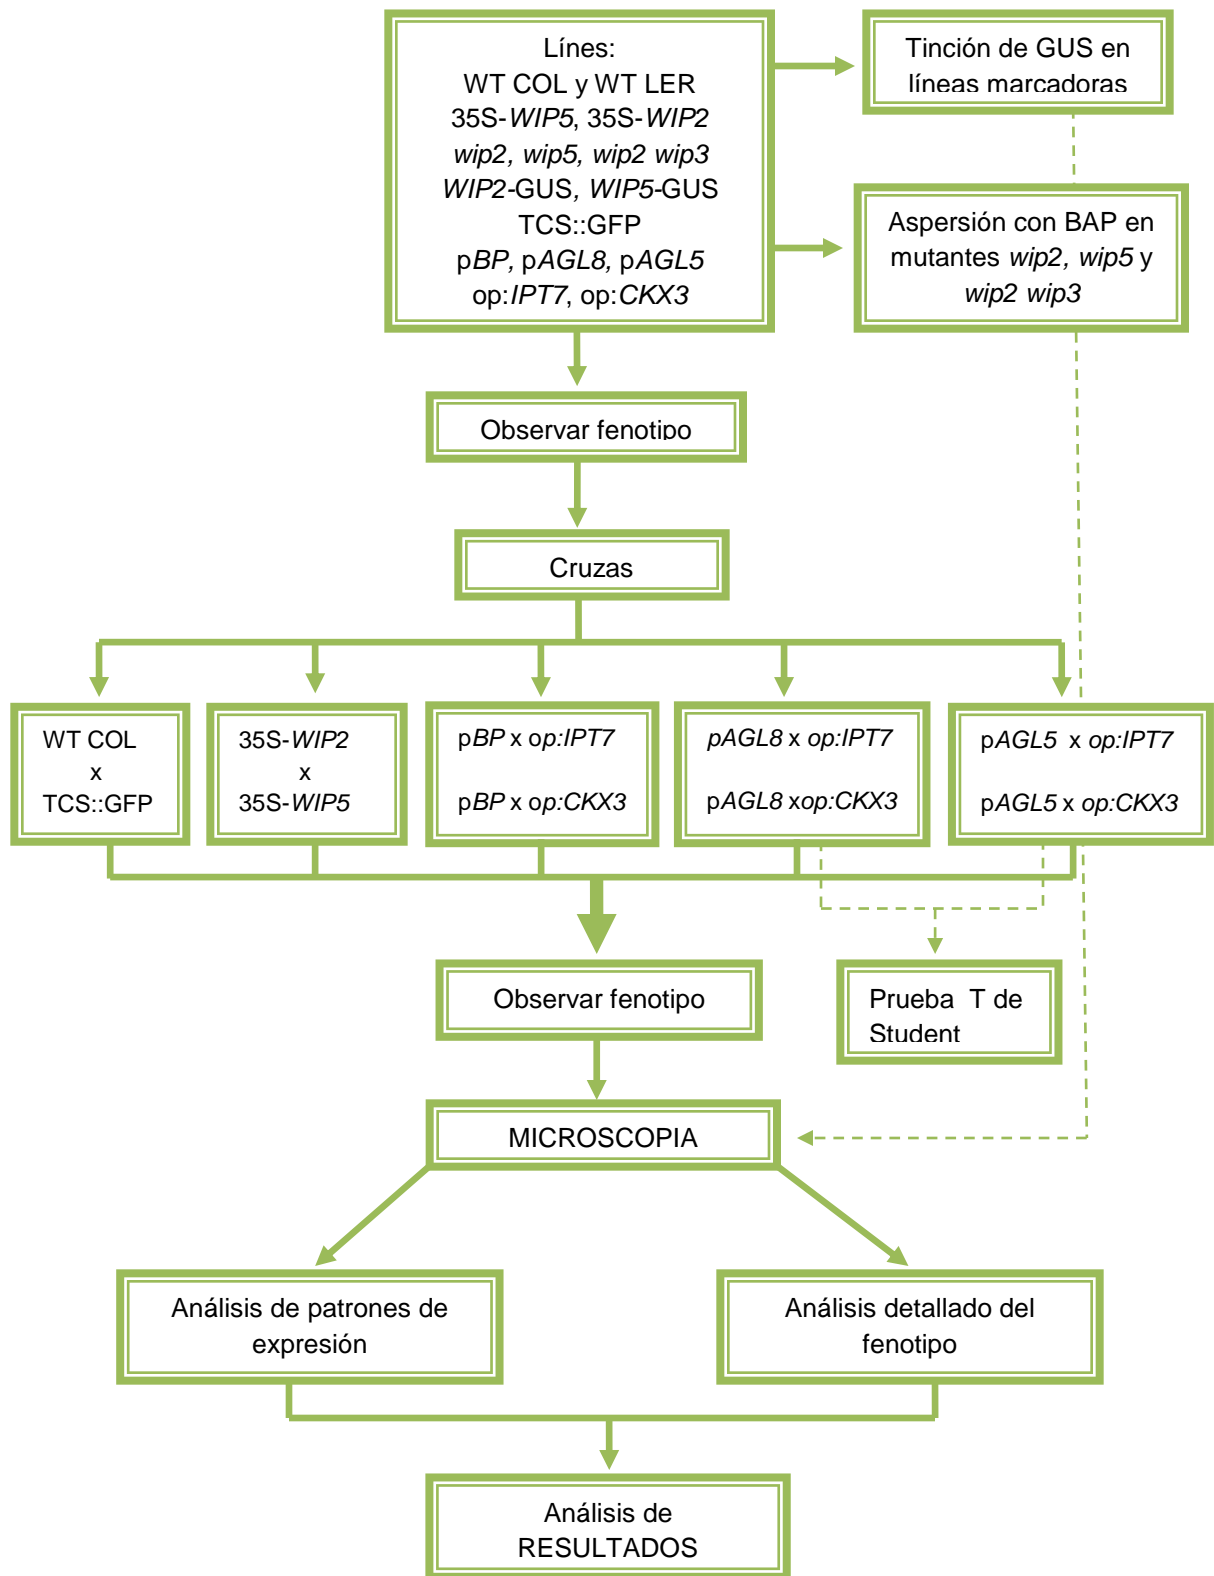 Línes:
WT COL y WT LER
35S-WIP5, 35S-WIP2
wip2, wip5, wip2 wip3
WIP2-GUS, WIP5-GUS
TCS::GFP
pBP, pAGL8, pAGL5
op:IPT7, op:CKX3
Tinción de GUS en
líneas marcadoras
Aspersión con BAP en
mutantes wip2, wip5 y
wip2 wip3
Observar fenotipo
Cruzas
WT COL
x
TCS::GFP
35S-WIP2
x
35S-WIP5
pBP x op:IPT7
pBP x op:CKX3
pAGL8 x op:IPT7
pAGL8 xop:CKX3
pAGL5 x op:IPT7
pAGL5 x op:CKX3
Observar fenotipo
Prueba T de
Student
MICROSCOPIA
Análisis de patrones de
expresión
Análisis detallado del
fenotipo
Análisis de
RESULTADOS